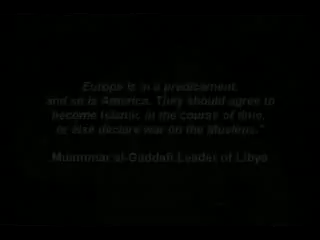 Europe is in a predicament,
and so is America. They should agree to
become Islamic in the course of time,
or else declare war on the Muslims."
Muammar al-Gaddafi, Leader of Libya